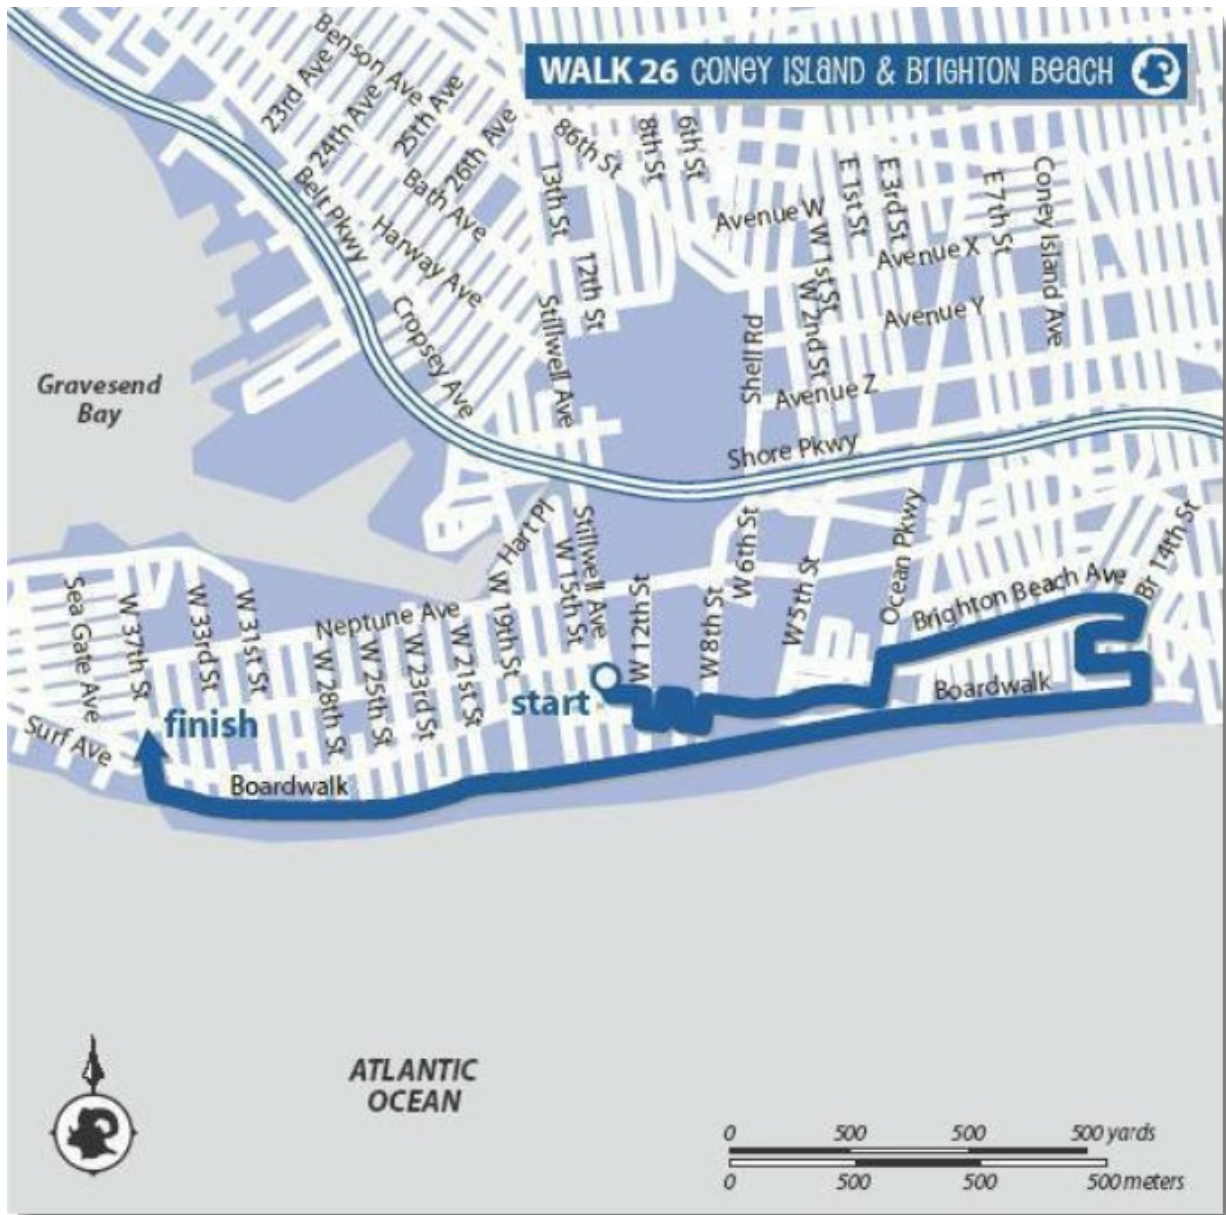 WALK 26 CONEY ISLAND & BRIGHTON BEACH
Benson Ave
23rd Ave
24th Ave
25th Ave
26th Ave
86th St
8th St
6th St
Bath Ave
Belt Pkwy
Harway Ave
Cropsey Ave
13th St
12th St
Stillwell Ave
Avenue W
W 1st St
W 2nd St
E 1st St
E 3rd St
E 7th St
Coney Island Ave
Avenue X
Avenue Y
Shell Rd
Avenue Z
Shore Pkwy
Gravesend
Bay
Hart Pl
Stillwell Ave
W 15th St
W 19th St
W 12th St
W 8th St
W 6th St
W 5th St
Ocean Pkwy
Brighton Beach Ave
Br 14th St
Sea Gate Ave
W 37th St
W 33rd St
W 31st St
Neptune Ave
W 28th St
W 25th St
W 23rd St
W 21st St
start
finish
Boardwalk
Surf Ave
Boardwalk
ATLANTIC
OCEAN
0 500 500 500 yards
0 500 500 500 meters